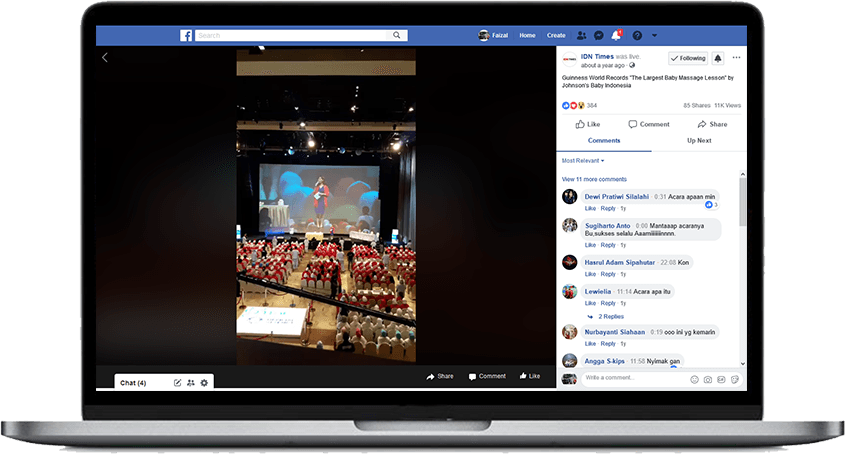 Search
Faizal
Home
Create
IDN Times was live.
about a year ago
Following
Guinness World Records "The Largest Baby Massage Lesson" by
Johnson's Baby Indonesia
384
85 Shares 11K Views
Like
Comment
Share
Comments
Up Next
Most Relevant
View 11 more comments
Dewi Pratiwi Silalahi · 0:31 Acara apaan min
3
Like · Reply · 1y
Sugiharto Anto · 0:00 Mantaaap acaranya
Bu,sukses selalu Aaamiiiiiinnnn.
Like · Reply · 1y
Hasrul Adam Sipahutar · 22:08 Kon
Like · Reply · 1y
Lewielia · 11:14 Acara apa itu
Like · Reply · 1y
2 Replies
Nurbayanti Siahaan · 0:19 ooo ini yg kemarin
Like · Reply · 1y
Angga S-kips · 11:58 Nyimak gan
Write a comment...
Share
Comment
Like
Chat (4)